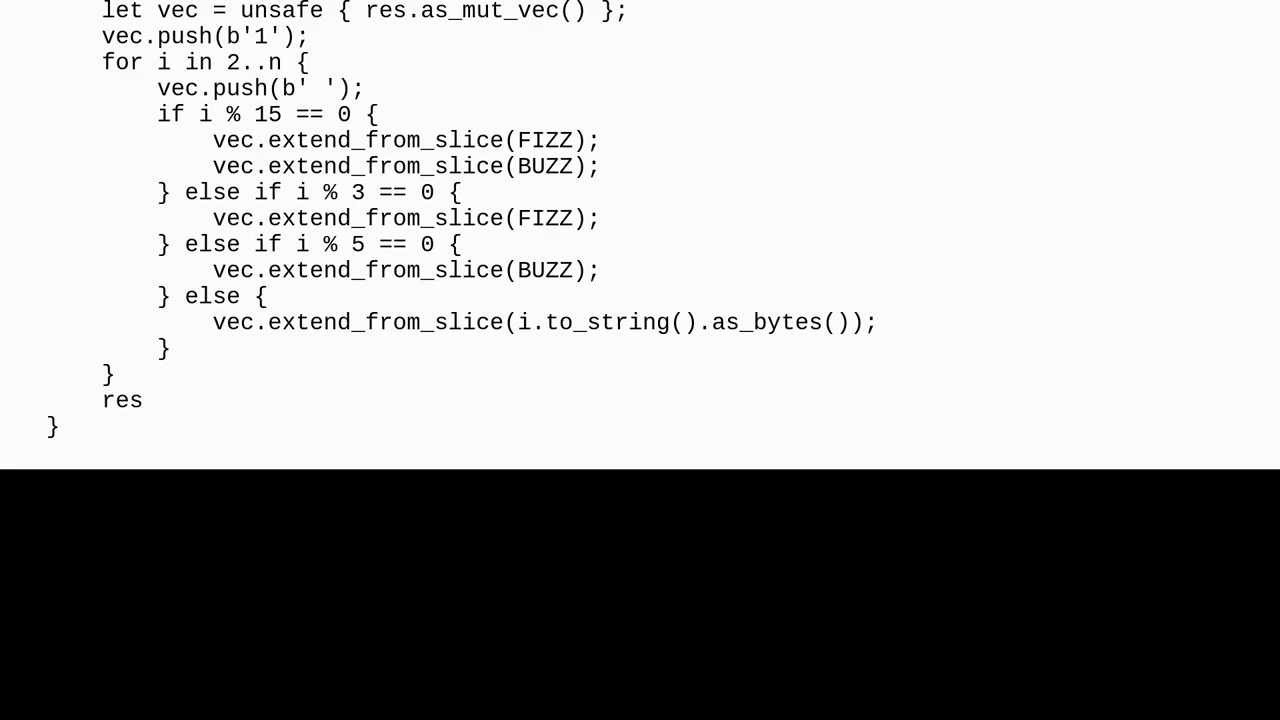 let vec = unsafe { res.as_mut_vec() };
vec.push(b'1');
for i in 2..n {
vec.push(b' ');
if i % 15 == 0 {
vec.extend_from_slice(FIZZ);
vec.extend_from_slice(BUZZ);
} else if i % 3 == 0 {
vec.extend_from_slice(FIZZ);
} else if i % 5 == 0 {
vec.extend_from_slice(BUZZ);
} else {
vec.extend_from_slice(i.to_string().as_bytes());
}
}
res
}